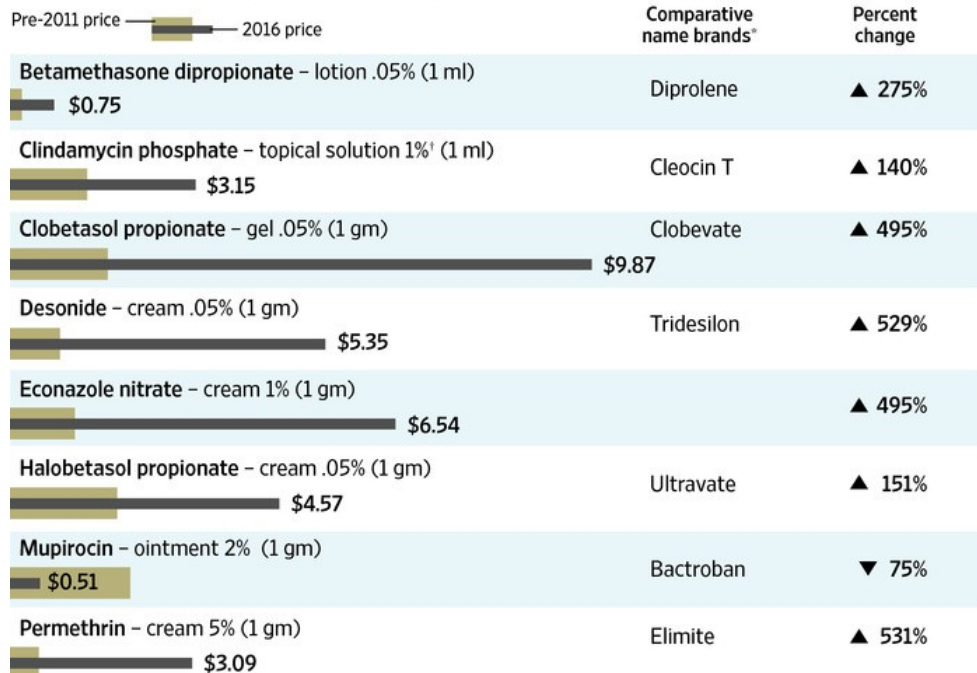 Pre-2011 price
2016 price
Comparative
name brands*
Percent
change
Betamethasone dipropionate – lotion .05% (1 ml)
$0.75
Diprolene
▲ 275%
Clindamycin phosphate – topical solution 1%† (1 ml)
$3.15
Cleocin T
▲ 140%
Clobetasol propionate – gel .05% (1 gm)
$9.87
Clobevate
▲ 495%
Desonide – cream .05% (1 gm)
$5.35
Tridesilon
▲ 529%
Econazole nitrate – cream 1% (1 gm)
$6.54
▲ 495%
Halobetasol propionate – cream .05% (1 gm)
$4.57
Ultravate
▲ 151%
Mupirocin – ointment 2% (1 gm)
$0.51
Bactroban
▼ 75%
Permethrin – cream 5% (1 gm)
$3.09
Elimite
▲ 531%